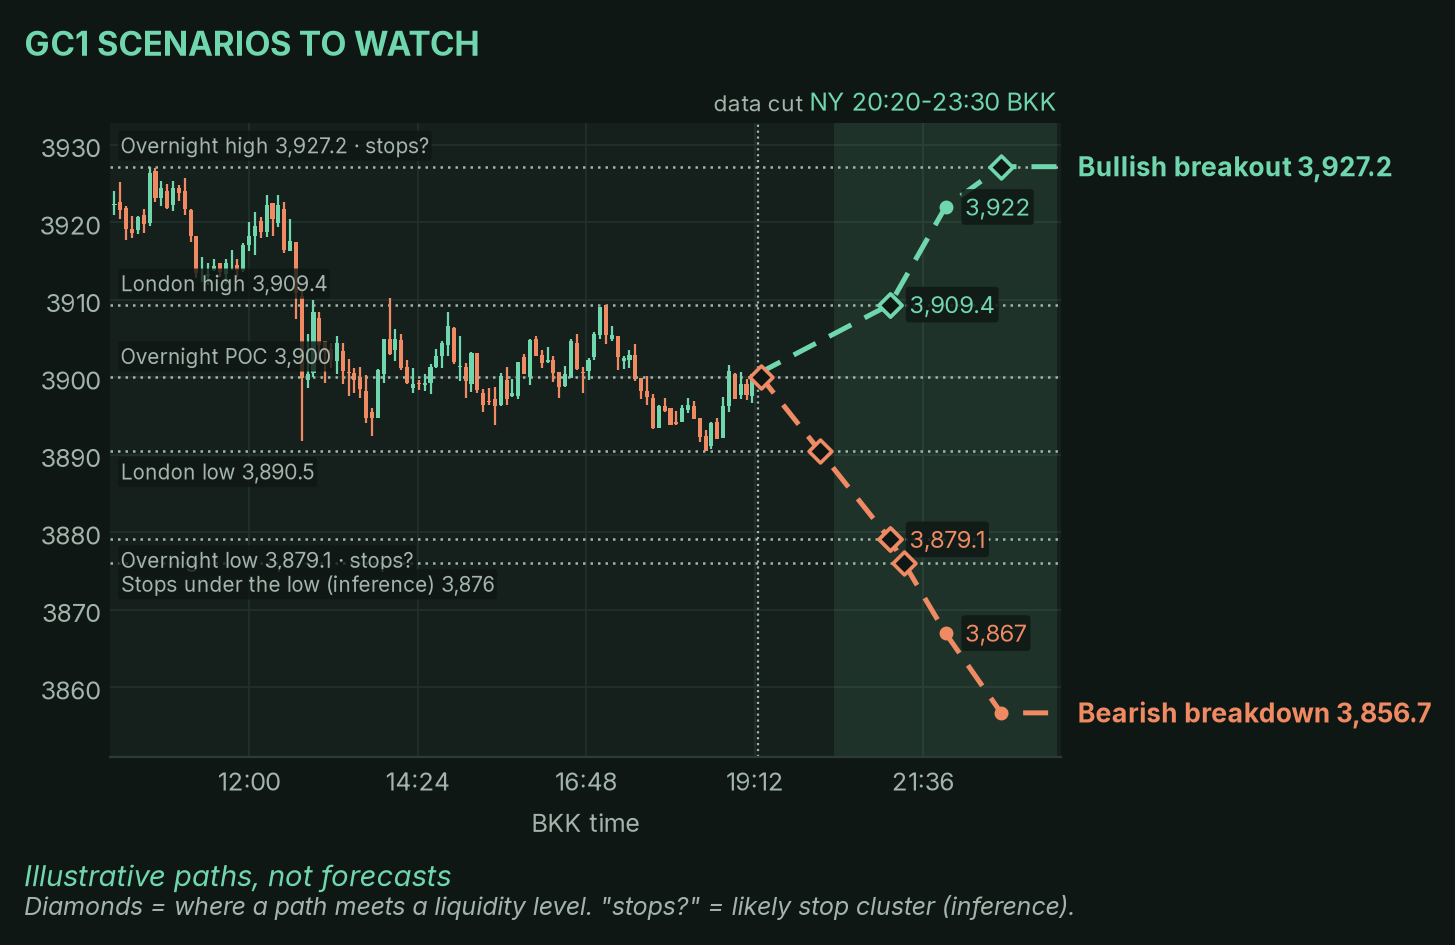 GC1 SCENARIOS TO WATCH
data cut NY 20:20-23:30 BKK
3930
Overnight high 3,927.2 · stops?
Bullish breakout 3,927.2
3,922
3920
London high 3,909.4
3910
3,909.4
Overnight POC 3,900
3900
3890
London low 3,890.5
3880
3,879.1
Overnight low 3,879.1 · stops?
Stops under the low (inference) 3,876
3870
3,867
3860
Bearish breakdown 3,856.7
12:00 14:24 16:48 19:12 21:36
BKK time
Illustrative paths, not forecasts
Diamonds = where a path meets a liquidity level. "stops?" = likely stop cluster (inference).